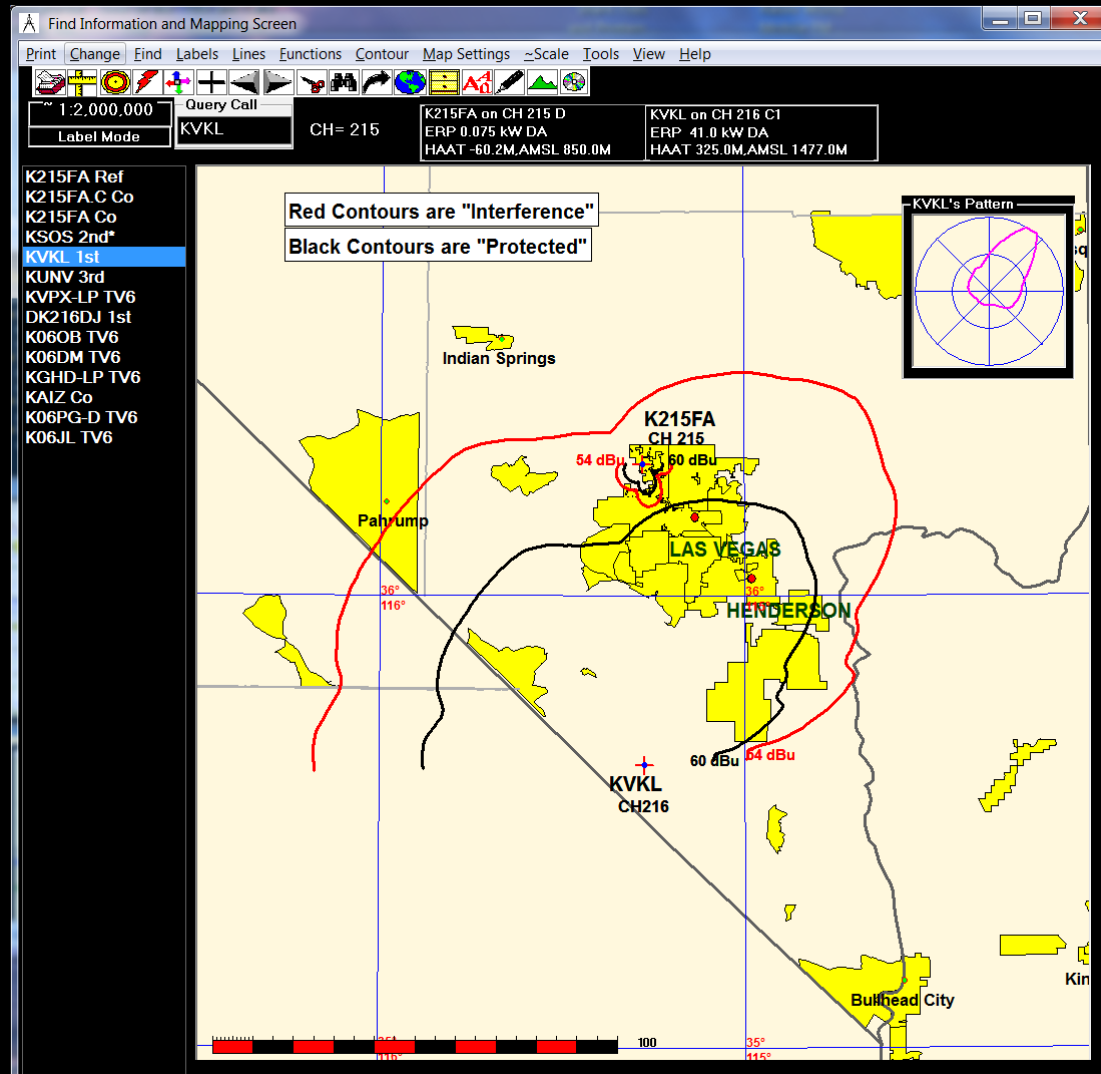 Find Information and Mapping Screen
Print Change Find Labels Lines Functions Contour Map Settings ~Scale Tools View Help
~ 1:2,000,000
Label Mode
Query Call
KVKL
CH= 215
K215FA on CH 215 D
ERP 0.075 kW DA
HAAT -60.2M,AMSL 850.0M
KVKL on CH 216 C1
ERP 41.0 kW DA
HAAT 325.0M,AMSL 1477.0M
K215FA Ref
K215FA.C Co
K215FA Co
KSOS 2nd*
KVKL 1st
KUNV 3rd
KVPX-LP TV6
DK216DJ 1st
K06OB TV6
K06DM TV6
KGHD-LP TV6
KAIZ Co
K06PG-D TV6
K06JL TV6
Red Contours are "Interference"
Black Contours are "Protected"
KVKL's Pattern
Indian Springs
K215FA
CH 215
54 dBu
60 dBu
Pahrump
LAS VEGAS
36°
116°
36°
HENDERSON
60 dBu
54 dBu
KVKL
CH216
Bullhead City
Kin
100
35°
116°
35°
115°